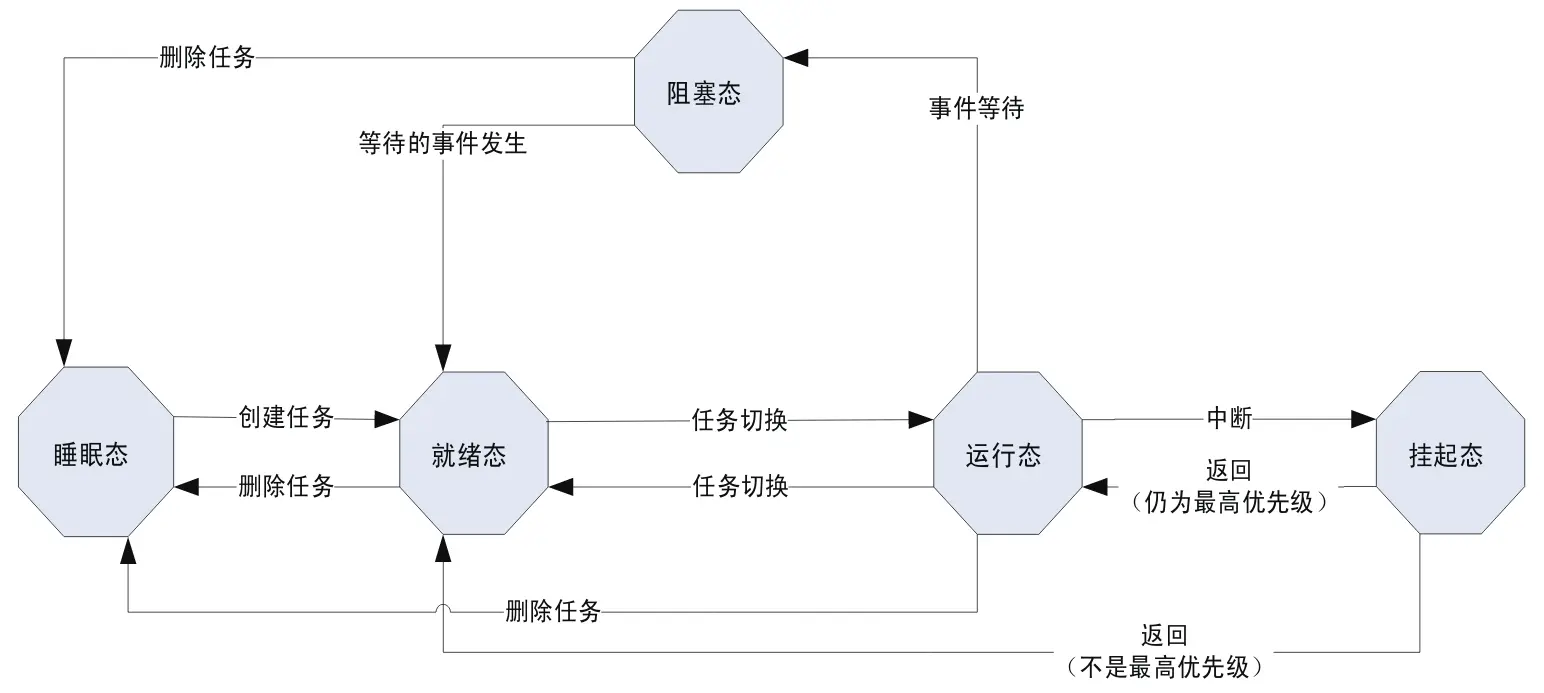 删除任务
阻塞态
事件等待
等待的事件发生
睡眠态
创建任务
删除任务
就绪态
任务切换
任务切换
运行态
中断
返回
（仍为最高优先级）
挂起态
删除任务
返回
（不是最高优先级）